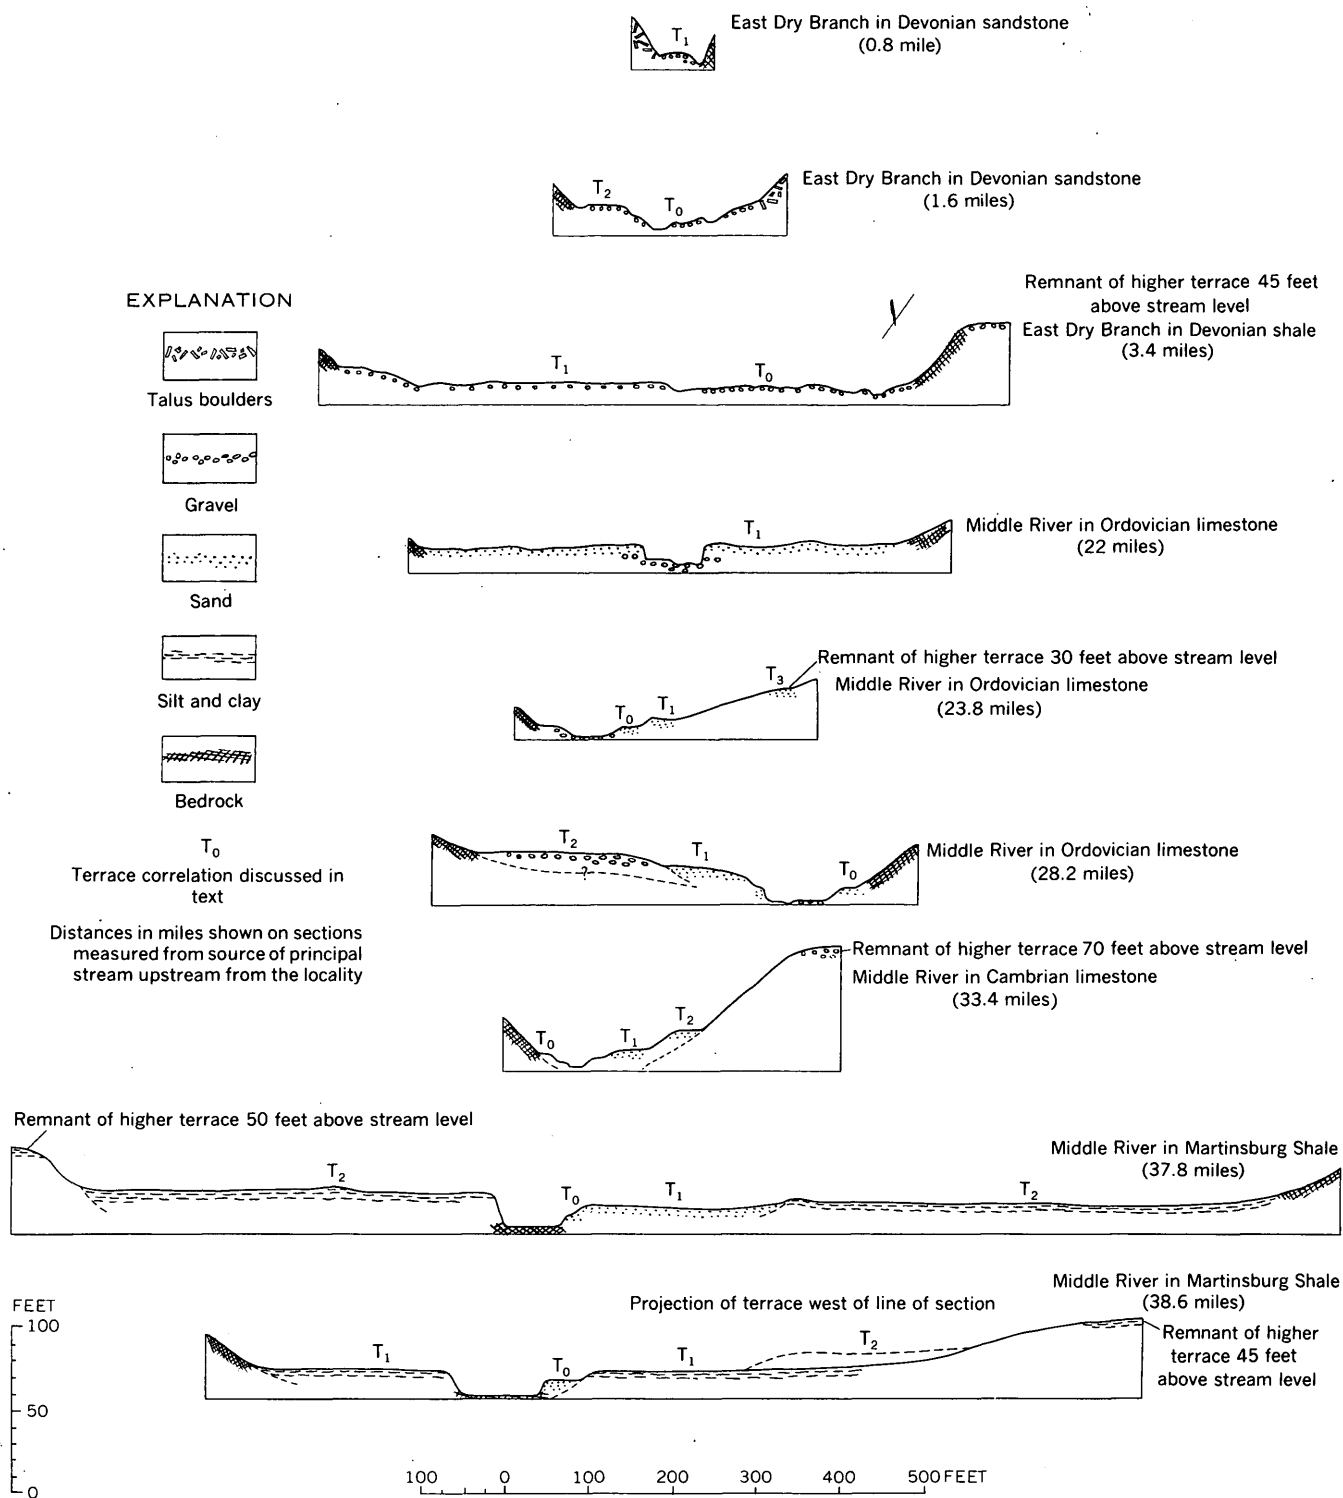 T1
East Dry Branch in Devonian sandstone
(0.8 mile)
T2
T0
East Dry Branch in Devonian sandstone
(1.6 miles)
EXPLANATION
Talus boulders
Gravel
Sand
Silt and clay
Bedrock
T0
Terrace correlation discussed in
text
Distances in miles shown on sections
measured from source of principal
stream upstream from the locality
Remnant of higher terrace 45 feet
above stream level
East Dry Branch in Devonian shale
(3.4 miles)
T1
T0
T1
Middle River in Ordovician limestone
(22 miles)
Remnant of higher terrace 30 feet above stream level
T0
T1
T3
Middle River in Ordovician limestone
(23.8 miles)
T2
T1
T0
Middle River in Ordovician limestone
(28.2 miles)
Remnant of higher terrace 70 feet above stream level
Middle River in Cambrian limestone
(33.4 miles)
T0
T1
T2
Remnant of higher terrace 50 feet above stream level
Middle River in Martinsburg Shale
(37.8 miles)
T2
T0
T1
T2
Middle River in Martinsburg Shale
(38.6 miles)
Projection of terrace west of line of section
Remnant of higher
terrace 45 feet
above stream level
T1
T0
T1
T2
FEET
100
50
0
100 0 100 200 300 400 500 FEET